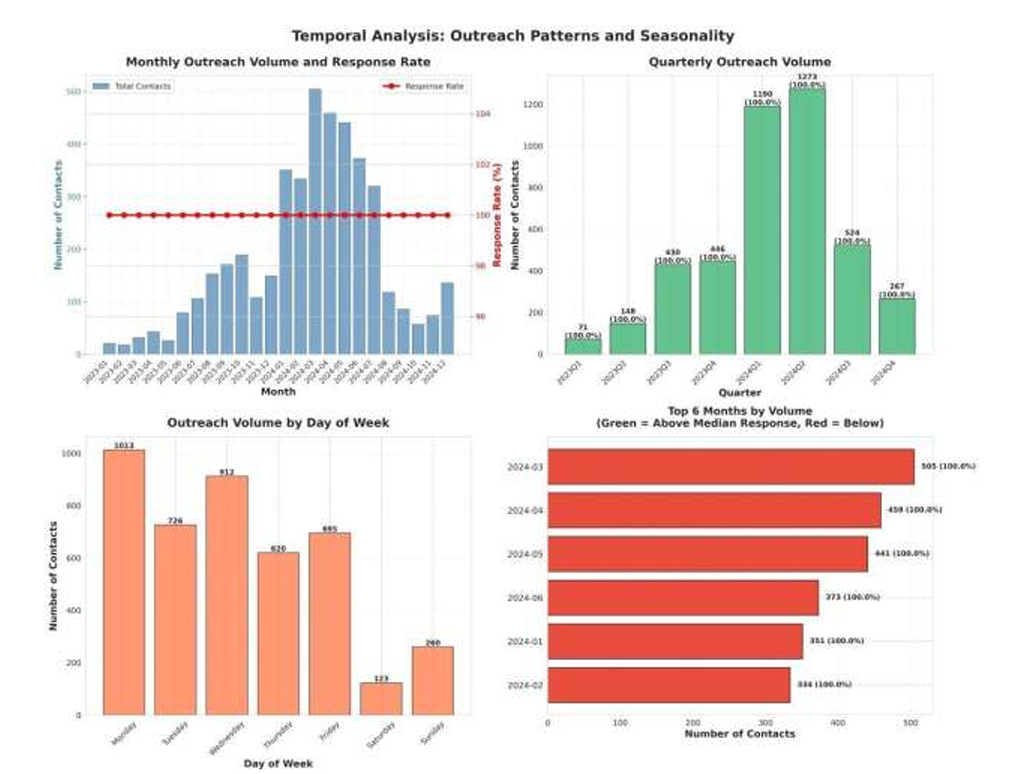 Temporal Analysis: Outreach Patterns and Seasonality
Monthly Outreach Volume and Response Rate
Total Contacts
Response Rate
Number of Contacts
500
400
300
200
100
0
Response Rate (%)
104
102
100
98
96
2023-01
2023-02
2023-03
2023-04
2023-05
2023-06
2023-07
2023-08
2023-09
2023-10
2023-11
2023-12
2024-01
2024-02
2024-03
2024-04
2024-05
2024-06
2024-07
2024-08
2024-09
2024-10
2024-11
2024-12
Month
Quarterly Outreach Volume
Number of Contacts
1200
1000
800
600
400
200
0
71
(100.0%)
148
(100.0%)
430
(100.0%)
446
(100.0%)
1190
(100.0%)
1273
(100.0%)
524
(100.0%)
267
(100.0%)
2023Q1
2023Q2
2023Q3
2023Q4
2024Q1
2024Q2
2024Q3
2024Q4
Quarter
Outreach Volume by Day of Week
Number of Contacts
1000
800
600
400
200
0
1013
726
912
620
695
123
260
Monday
Tuesday
Wednesday
Thursday
Friday
Saturday
Sunday
Day of Week
Top 6 Months by Volume
(Green = Above Median Response, Red = Below)
2024-03
505 (100.0%)
2024-04
459 (100.0%)
2024-05
441 (100.0%)
2024-06
373 (100.0%)
2024-01
351 (100.0%)
2024-02
334 (100.0%)
0
100
200
300
400
500
Number of Contacts